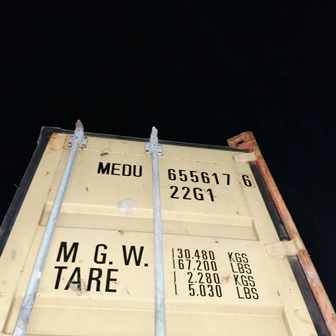 MEDU 655617 6
22G1
M.G.W. 30.480 KGS
67.200 LBS
TARE 2.280 KGS
5.030 LBS